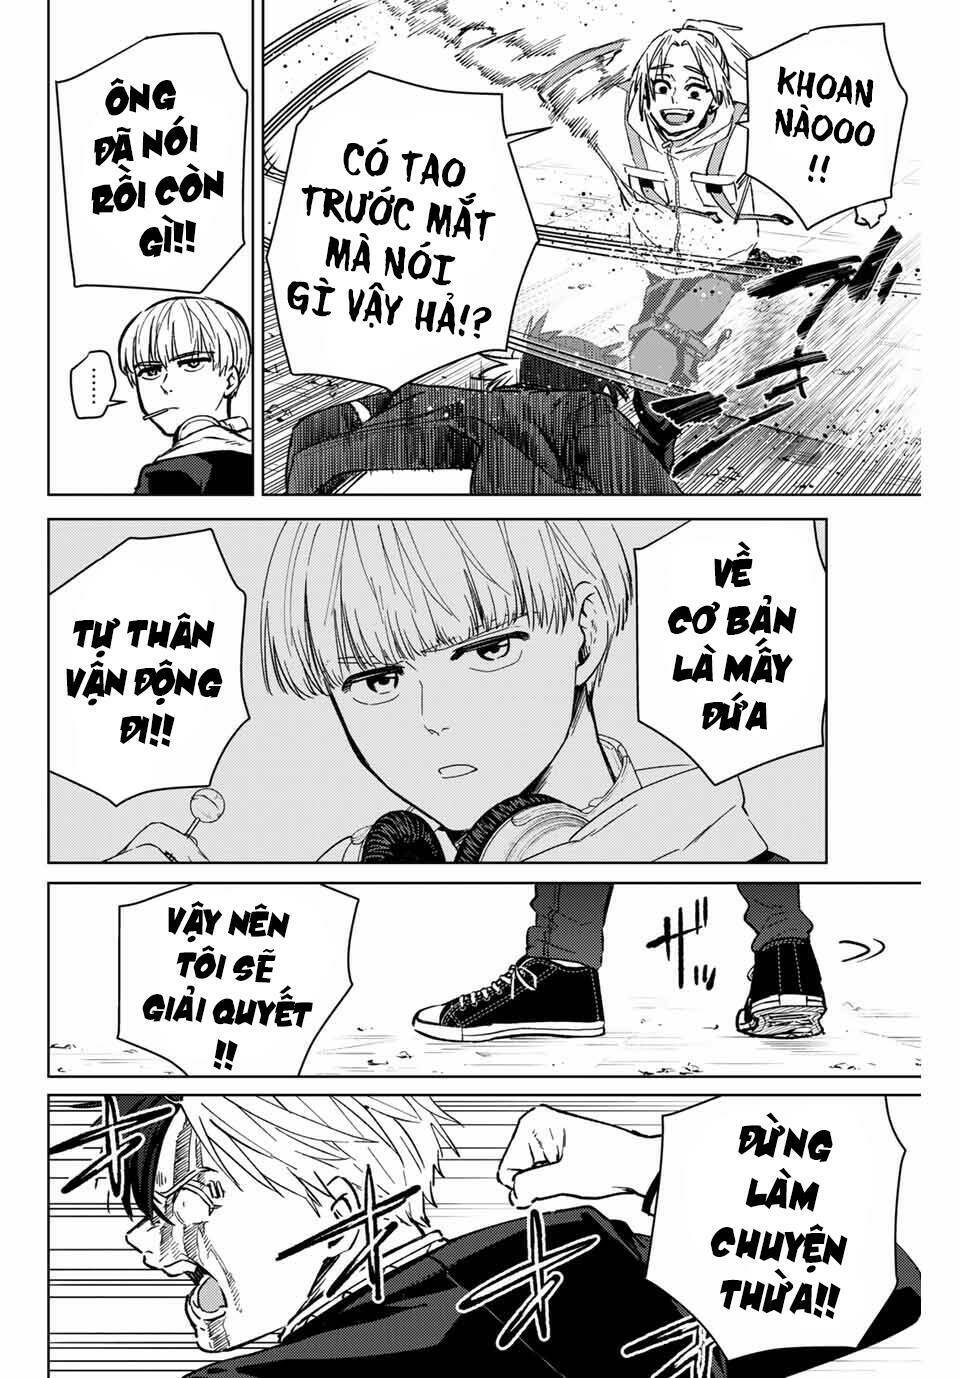 KHOAN
NÀOOO
!!
CÓ TAO
TRƯỚC MẮT
MÀ NÓI
GÌ VẬY HẢ!?
ÔNG
ĐÃ NÓI
RỒI CÒN
GÌ!!
......
VỀ
CƠ BẢN
LÀ MẤY
ĐỨA
TỰ THÂN
VẬN ĐỘNG
ĐI!!
VẬY NÊN
TÔI SẼ
GIẢI QUYẾT
!!
ザッ
ĐỪNG
LÀM
CHUYỆN
THỪA!!